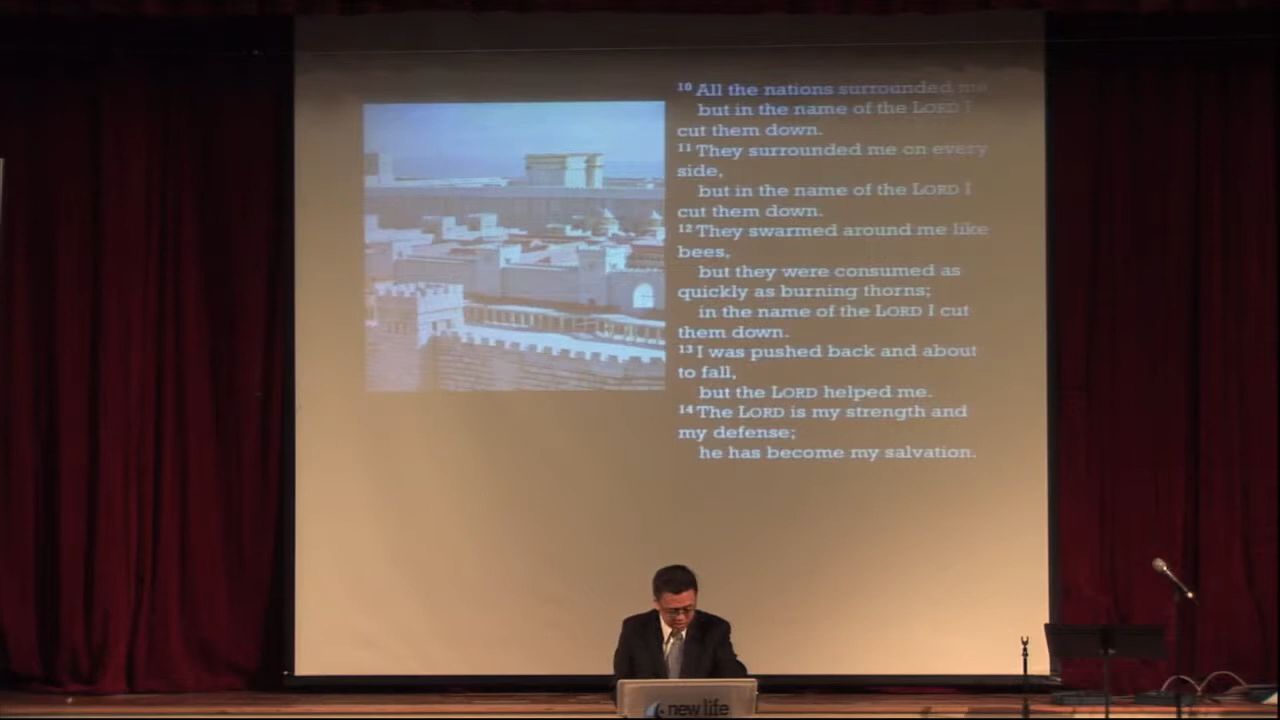 10 All the nations surrounded me
but in the name of the LORD I
cut them down.
11 They surrounded me on every
side,
but in the name of the LORD I
cut them down.
12 They swarmed around me like
bees,
but they were consumed as
quickly as burning thorns;
in the name of the LORD I cut
them down.
13 I was pushed back and about
to fall,
but the LORD helped me.
14 The LORD is my strength and
my defense;
he has become my salvation.
new life